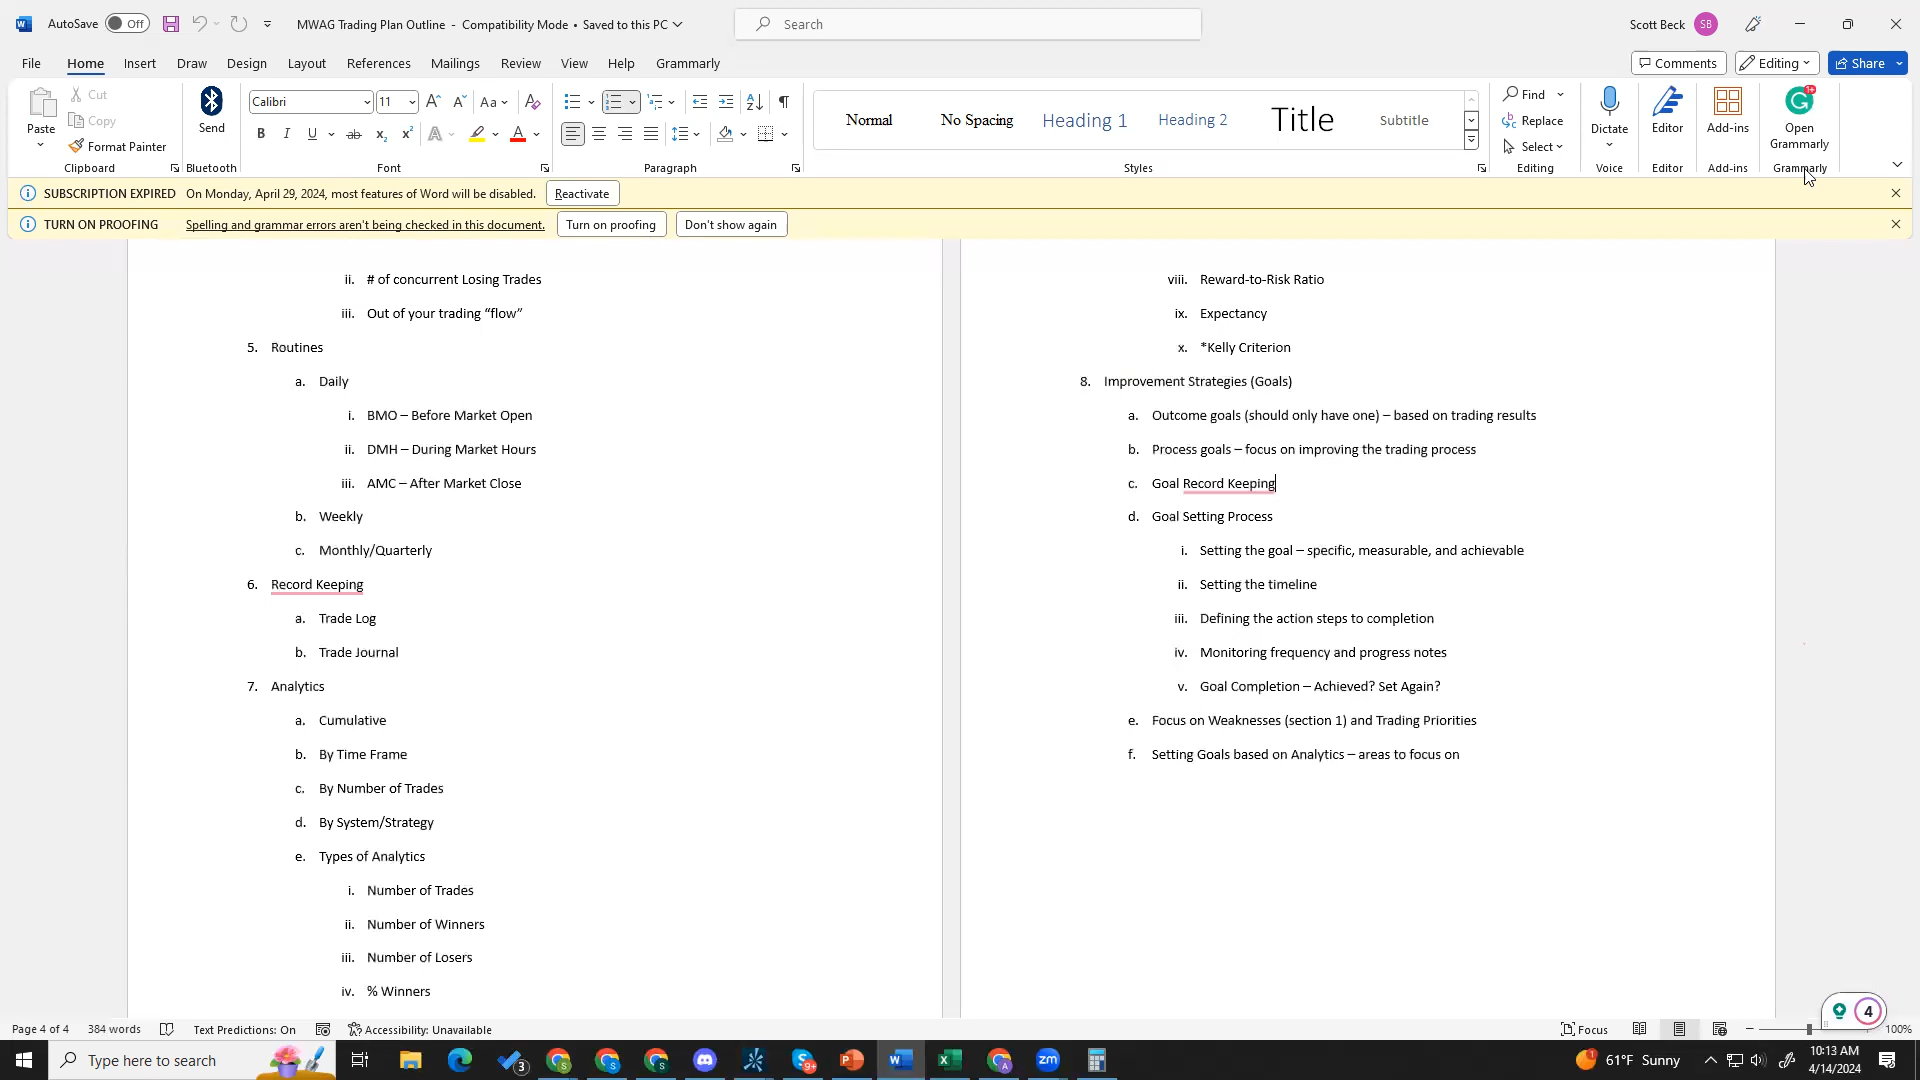 AutoSave Off MWAG Trading Plan Outline - Compatibility Mode • Saved to this PC Search Scott Beck SB
File Home Insert Draw Design Layout References Mailings Review View Help Grammarly Comments Editing Share
Paste Cut Copy Format Painter Clipboard
Send Bluetooth
Calibri 11 Aa B I U ab x₂ x² A A Font
Paragraph
Normal No Spacing Heading 1 Heading 2 Title Subtitle Styles
Find Replace Select Editing
Dictate Voice
Editor Editor
Add-ins Add-ins
Open Grammarly Grammarly
SUBSCRIPTION EXPIRED On Monday, April 29, 2024, most features of Word will be disabled. Reactivate
TURN ON PROOFING Spelling and grammar errors aren't being checked in this document. Turn on proofing Don't show again
ii. # of concurrent Losing Trades
iii. Out of your trading “flow”
5. Routines
a. Daily
i. BMO – Before Market Open
ii. DMH – During Market Hours
iii. AMC – After Market Close
b. Weekly
c. Monthly/Quarterly
6. Record Keeping
a. Trade Log
b. Trade Journal
7. Analytics
a. Cumulative
b. By Time Frame
c. By Number of Trades
d. By System/Strategy
e. Types of Analytics
i. Number of Trades
ii. Number of Winners
iii. Number of Losers
iv. % Winners
viii. Reward-to-Risk Ratio
ix. Expectancy
x. *Kelly Criterion
8. Improvement Strategies (Goals)
a. Outcome goals (should only have one) – based on trading results
b. Process goals – focus on improving the trading process
c. Goal Record Keeping
d. Goal Setting Process
i. Setting the goal – specific, measurable, and achievable
ii. Setting the timeline
iii. Defining the action steps to completion
iv. Monitoring frequency and progress notes
v. Goal Completion – Achieved? Set Again?
e. Focus on Weaknesses (section 1) and Trading Priorities
f. Setting Goals based on Analytics – areas to focus on
4
Page 4 of 4 384 words Text Predictions: On Accessibility: Unavailable Focus 100%
Type here to search 3 9+ zm 61°F Sunny 10:13 AM
4/14/2024